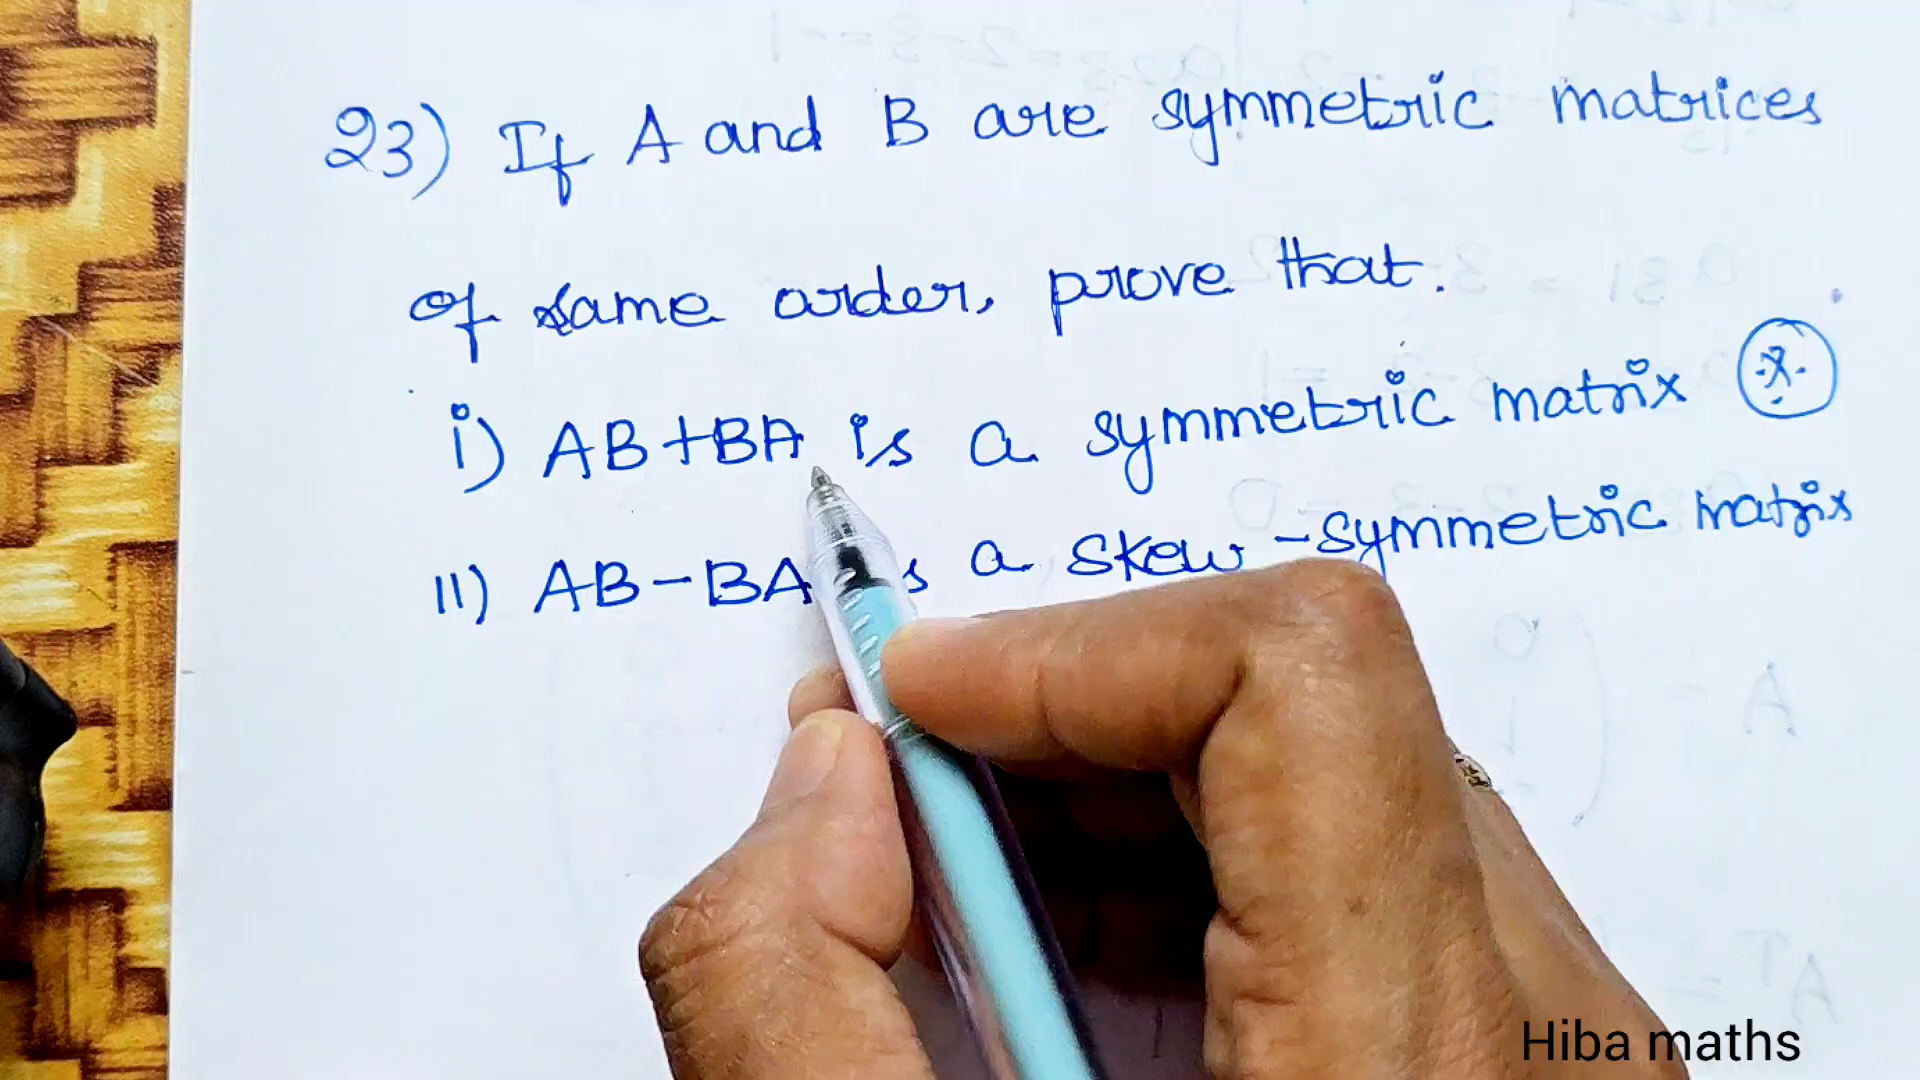 23) If A and B are symmetric matrices
of same order, prove that.
i) AB+BA is a symmetric matrix
ii) AB-BA is a skew-symmetric matrix
Hiba maths